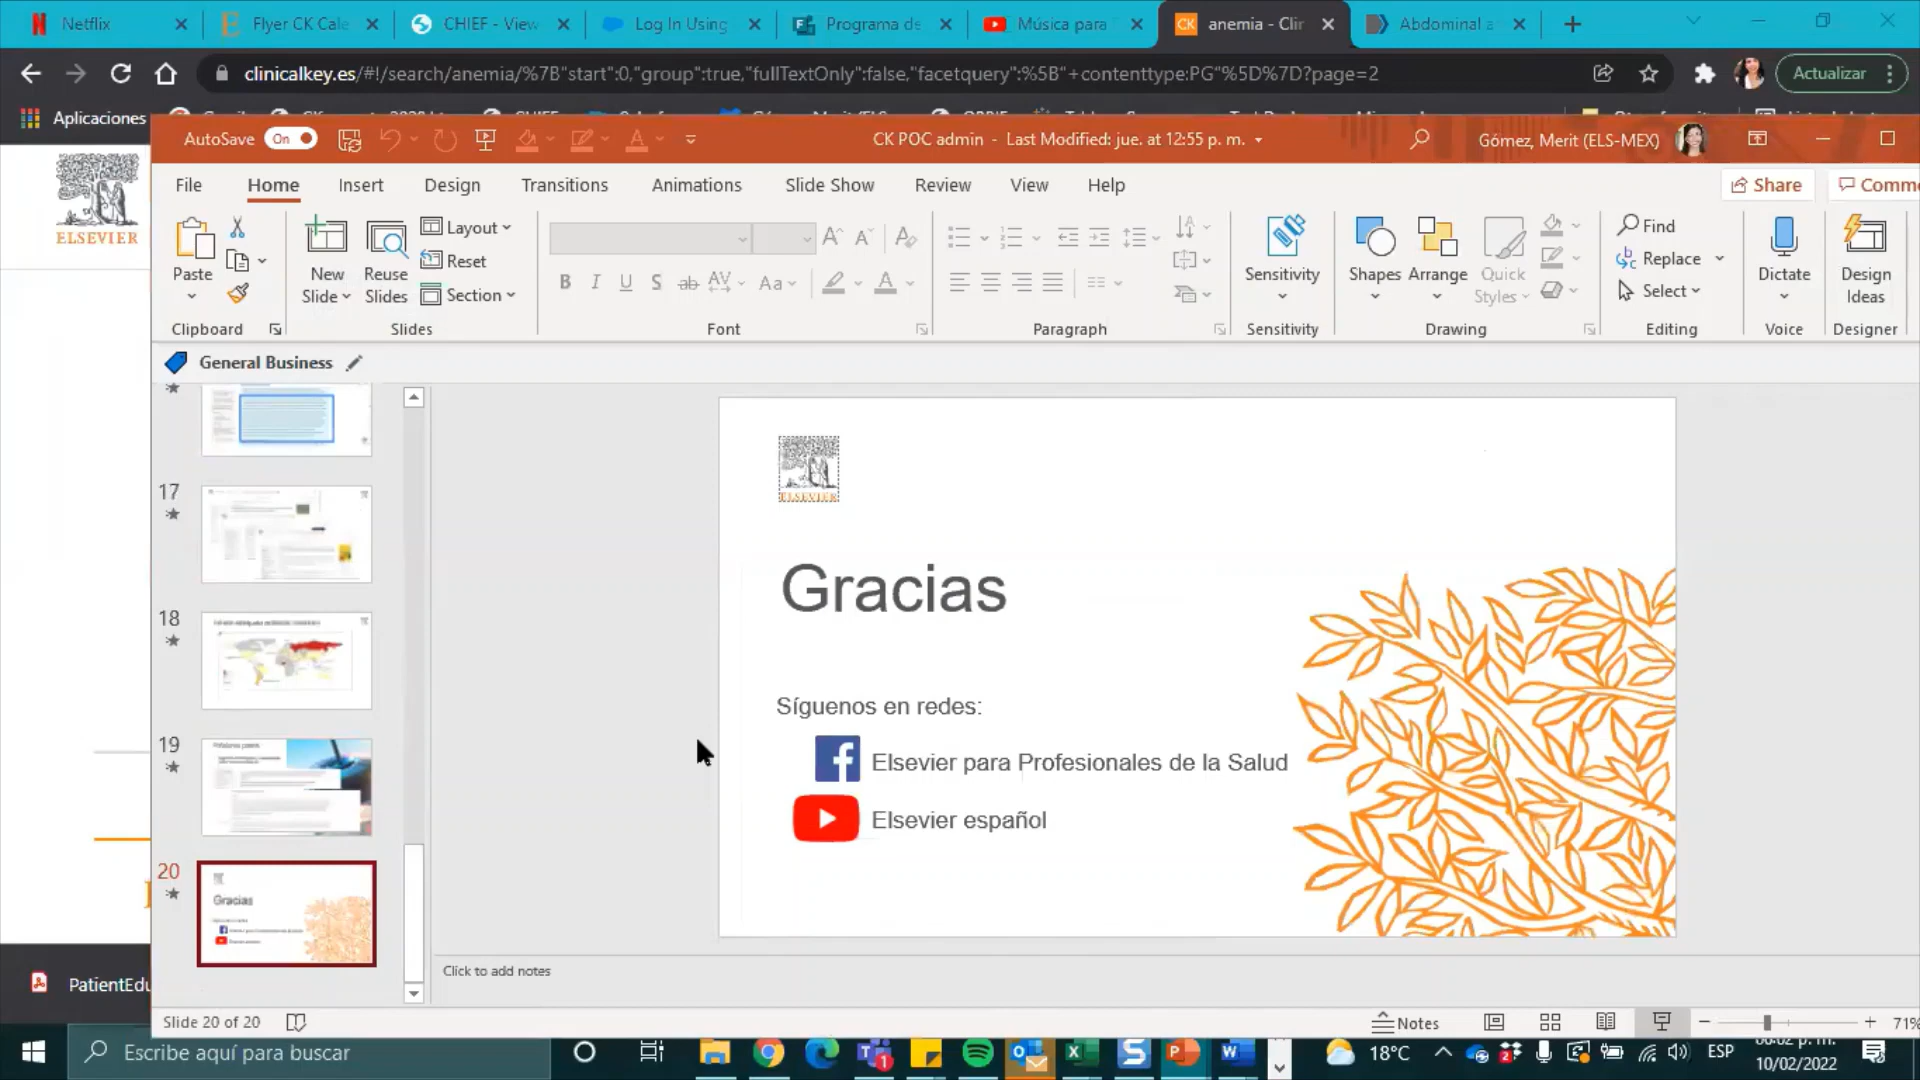 Netflix
Flyer CK Cale
CHIEF - View
Log In Using
Programa de
Música para
CK
anemia - Clin
Abdominal a
clinicalkey.es/#!/search/anemia/%7B"start":0,"group":true,"fullTextOnly":false,"facetquery":%5B"+contenttype:PG"%5D%7D?page=2
Actualizar
Aplicaciones
ELSEVIER
AutoSave On
CK POC admin - Last Modified: jue. at 12:55 p. m.
Gómez, Merit (ELS-MEX)
File Home Insert Design Transitions Animations Slide Show Review View Help
Share
Comme
Paste
New Slide
Reuse Slides
Layout
Reset
Section
Sensitivity
Shapes
Arrange
Quick Styles
Find
Replace
Select
Dictate
Design Ideas
Clipboard
Slides
Font
Paragraph
Sensitivity
Drawing
Editing
Voice
Designer
General Business
17
18
19
20
Gracias
ELSEVIER
Gracias
Síguenos en redes:
Elsevier para Profesionales de la Salud
Elsevier español
Click to add notes
PatientEdu
Slide 20 of 20
Notes
71%
Escribe aquí para buscar
18°C
ESP
10/02/2022